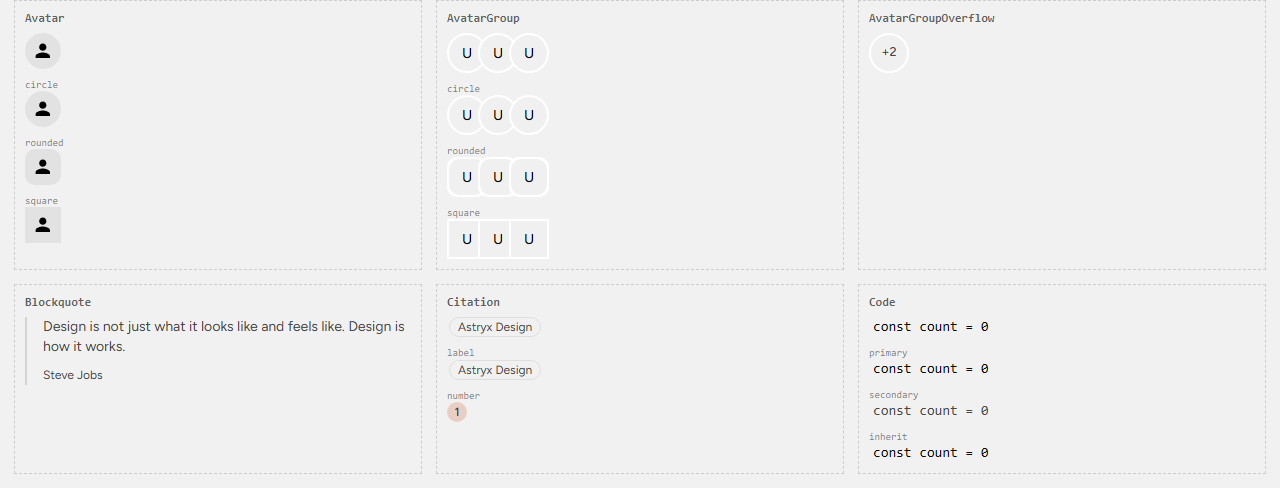 Avatar
circle
rounded
square
AvatarGroup
U U U
circle
U U U
rounded
U U U
square
U U U
AvatarGroupOverflow
+2
Blockquote
Design is not just what it looks like and feels like. Design is
how it works.
Steve Jobs
Citation
Astryx Design
label
Astryx Design
number
1
Code
const count = 0
primary
const count = 0
secondary
const count = 0
inherit
const count = 0